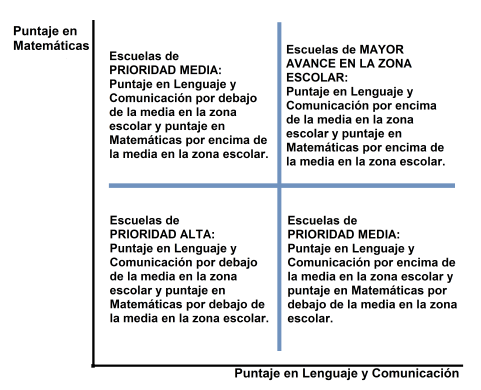 Puntaje en
Matemáticas
Escuelas de
PRIORIDAD MEDIA:
Puntaje en Lenguaje y
Comunicación por debajo
de la media en la zona
escolar y puntaje en
Matemáticas por encima de
la media en la zona escolar.
Escuelas de MAYOR
AVANCE EN LA ZONA
ESCOLAR:
Puntaje en Lenguaje y
Comunicación por encima
de la media en la zona
escolar y puntaje en
Matemáticas por encima de
la media en la zona escolar.
Escuelas de
PRIORIDAD ALTA:
Puntaje en Lenguaje y
Comunicación por debajo
de la media en la zona
escolar y puntaje en
Matemáticas por debajo de
la media en la zona escolar.
Escuelas de
PRIORIDAD MEDIA:
Puntaje en Lenguaje y
Comunicación por encima de
la media en la zona escolar y
puntaje en Matemáticas por
debajo de la media en la zona
escolar.
Puntaje en Lenguaje y Comunicación